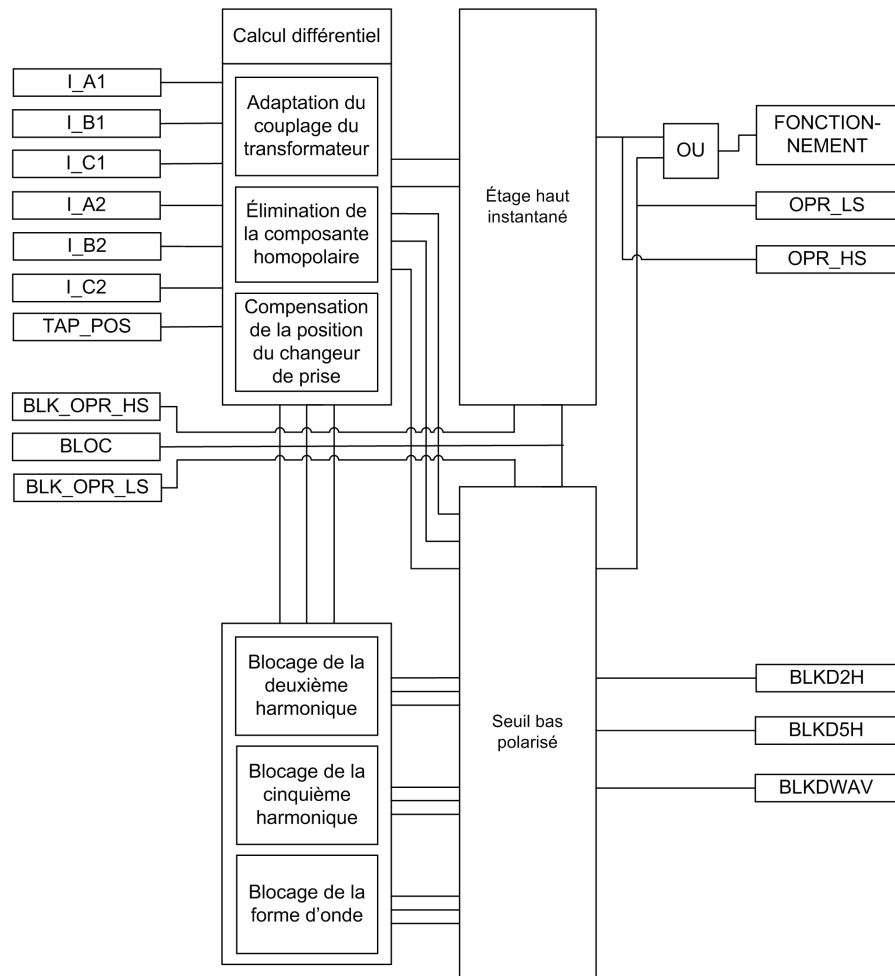 Calcul différentiel
I_A1
I_B1
I_C1
I_A2
I_B2
I_C2
TAP_POS
BLK_OPR_HS
BLOC
BLK_OPR_LS
Adaptation du
couplage du
transformateur
Élimination de
la composante
homopolaire
Compensation
de la position
du changeur
de prise
Étage haut
instantané
OU
FONCTION-
NEMENT
OPR_LS
OPR_HS
Blocage de la
deuxième
harmonique
Blocage de la
cinquième
harmonique
Blocage de la
forme d'onde
Seuil bas
polarisé
BLKD2H
BLKD5H
BLKDWAV